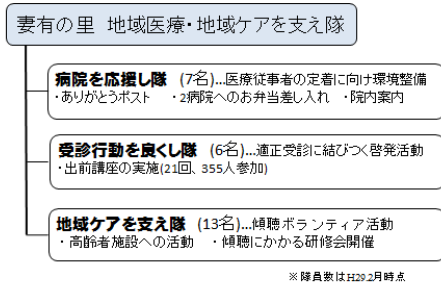 妻有の里 地域医療・地域ケアを支え隊
病院を応援し隊 (7名)…医療従事者の定着に向け環境整備
・ありがとうポスト ・2病院へのお弁当差し入れ ・院内案内
受診行動を良くし隊 (6名)…適正受診に結びつく啓発活動
・出前講座の実施(21回、355人参加)
地域ケアを支え隊 (13名)…傾聴ボランティア活動
・高齢者施設への活動 ・傾聴にかかる研修会開催
※隊員数はH29.2月時点